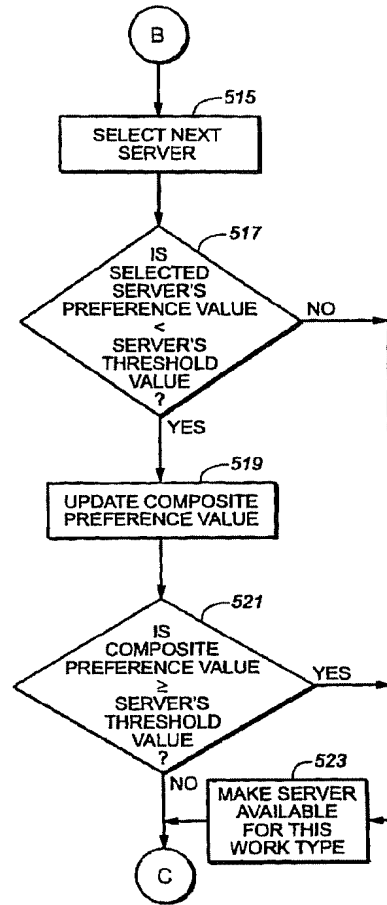 B
515
SELECT NEXT
SERVER
517
IS
SELECTED
SERVER'S
PREFERENCE VALUE
<
SERVER'S
THRESHOLD
VALUE
?
NO
YES
519
UPDATE COMPOSITE
PREFERENCE VALUE
521
IS
COMPOSITE
PREFERENCE VALUE
≥
SERVER'S
THRESHOLD
VALUE
?
YES
NO
523
MAKE SERVER
AVAILABLE
FOR THIS
WORK TYPE
C